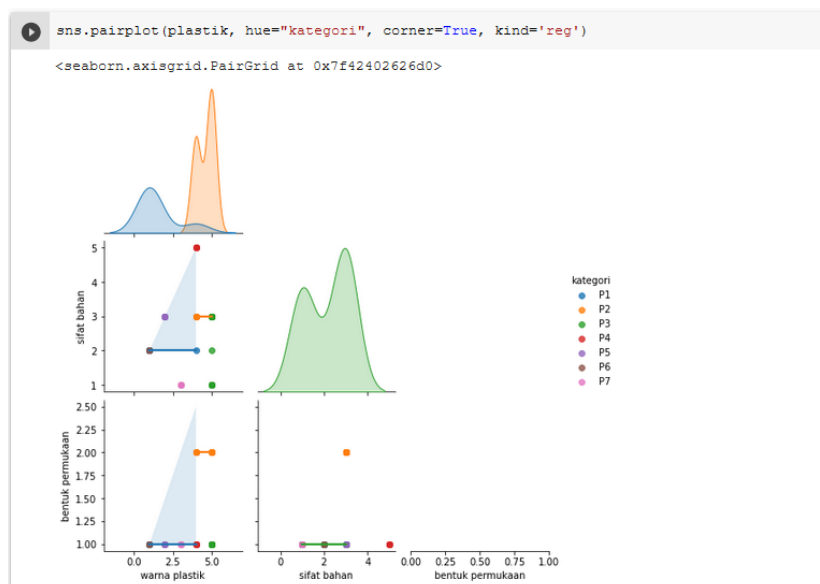 sns.pairplot(plastik, hue="kategori", corner=True, kind='reg')
<seaborn.axisgrid.PairGrid at 0x7f42402626d0>
5
4
3
2
1
sifat bahan
kategori
P1
P2
P3
P4
P5
P6
P7
2.50
2.25
2.00
1.75
1.50
1.25
1.00
bentuk permukaan
0.0 2.5 5.0
warna plastik
0 2 4
sifat bahan
0.00 0.25 0.50 0.75 1.00
bentuk permukaan